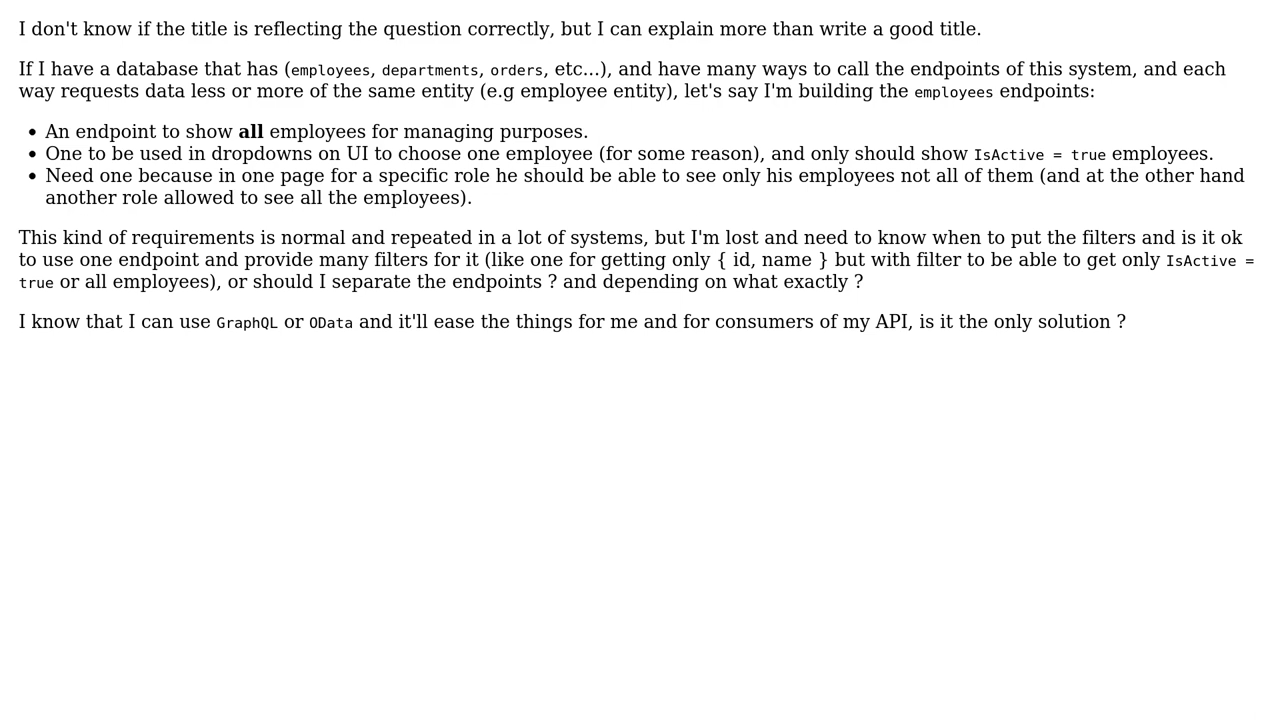 I don't know if the title is reflecting the question correctly, but I can explain more than write a good title.
If I have a database that has (employees, departments, orders, etc...), and have many ways to call the endpoints of this system, and each
way requests data less or more of the same entity (e.g employee entity), let's say I'm building the employees endpoints:
• An endpoint to show all employees for managing purposes.
• One to be used in dropdowns on UI to choose one employee (for some reason), and only should show IsActive = true employees.
• Need one because in one page for a specific role he should be able to see only his employees not all of them (and at the other hand
another role allowed to see all the employees).
This kind of requirements is normal and repeated in a lot of systems, but I'm lost and need to know when to put the filters and is it ok
to use one endpoint and provide many filters for it (like one for getting only { id, name } but with filter to be able to get only IsActive =
true or all employees), or should I separate the endpoints ? and depending on what exactly ?
I know that I can use GraphQL or OData and it'll ease the things for me and for consumers of my API, is it the only solution ?